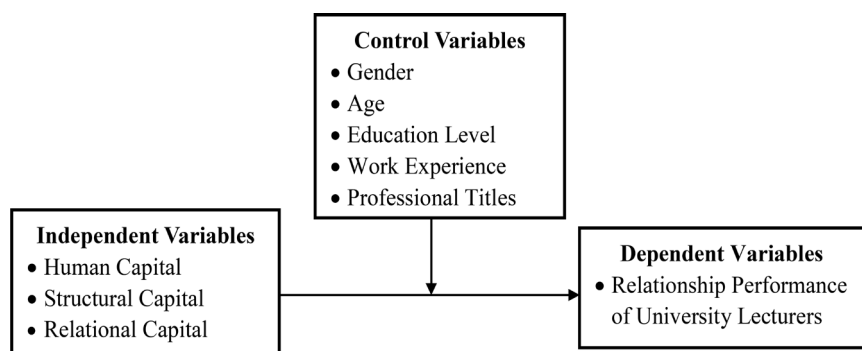 Control Variables
• Gender
• Age
• Education Level
• Work Experience
• Professional Titles
Independent Variables
• Human Capital
• Structural Capital
• Relational Capital
Dependent Variables
• Relationship Performance
of University Lecturers